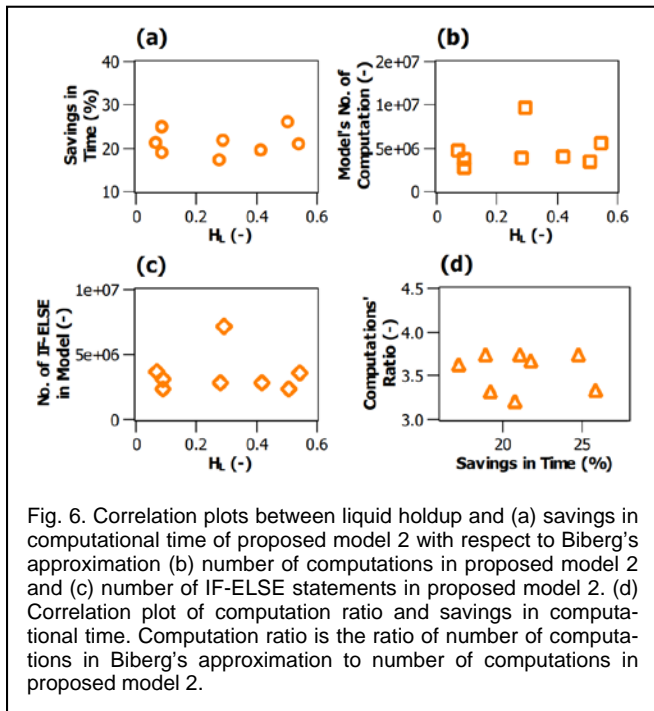 (a)
Savings in
Time (%)
40
30
20
10
0
0.2
0.4
0.6
H_L (-)
(b)
Model's No. of
Computation (-)
2e+07
1e+07
5e+06
0
0
0.2
0.4
0.6
H_L (-)
(c)
No. of IF-ELSE
in Model (-)
1e+07
5e+06
0
0
0.2
0.4
0.6
H_L (-)
(d)
Computations'
Ratio (-)
4.5
4.0
3.5
3.0
20
25
Savings in Time (%)
Fig. 6. Correlation plots between liquid holdup and (a) savings in
computational time of proposed model 2 with respect to Biberg's
approximation (b) number of computations in proposed model 2
and (c) number of IF-ELSE statements in proposed model 2. (d)
Correlation plot of computation ratio and savings in computa-
tional time. Computation ratio is the ratio of number of computa-
tions in Biberg's approximation to number of computations in
proposed model 2.